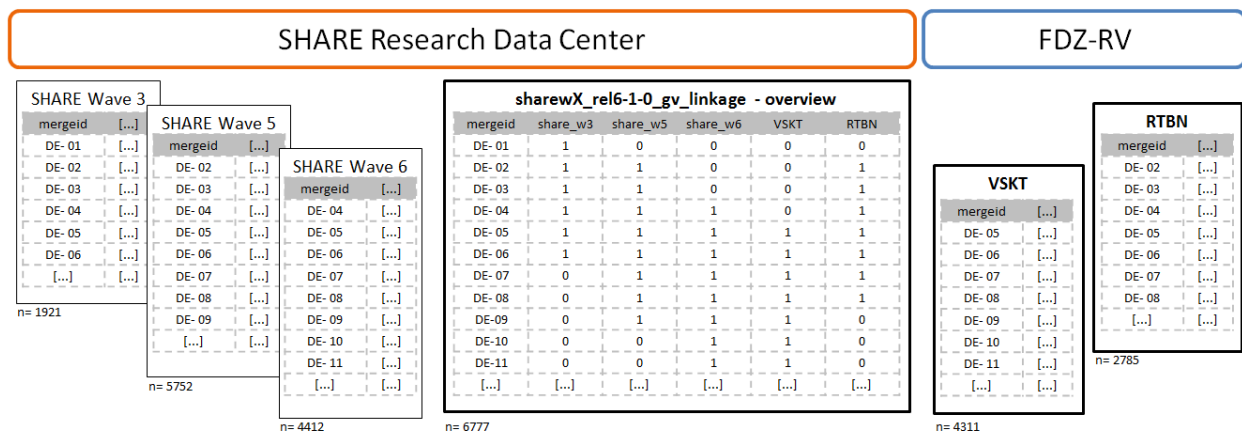 SHARE Research Data Center
FDZ-RV
SHARE Wave 3
mergeid [...]
DE- 01 [...]
DE- 02 [...]
DE- 03 [...]
DE- 04 [...]
DE- 05 [...]
DE- 06 [...]
[...] [...]
n= 1921
SHARE Wave 5
mergeid [...]
DE- 02 [...]
DE- 03 [...]
DE- 04 [...]
DE- 05 [...]
DE- 06 [...]
DE- 07 [...]
DE- 08 [...]
DE- 09 [...]
[...] [...]
n= 5752
SHARE Wave 6
mergeid [...]
DE- 04 [...]
DE- 05 [...]
DE- 06 [...]
DE- 07 [...]
DE- 08 [...]
DE- 09 [...]
DE- 10 [...]
DE- 11 [...]
[...] [...]
n= 4412
sharewX_rel6-1-0_gv_linkage - overview
mergeid share_w3 share_w5 share_w6 VSKT RTBN
DE- 01 1 0 0 0 0
DE- 02 1 1 0 0 1
DE- 03 1 1 0 0 1
DE- 04 1 1 1 0 1
DE- 05 1 1 1 1 1
DE- 06 1 1 1 1 1
DE- 07 0 1 1 1 1
DE- 08 0 1 1 1 1
DE-09 0 1 1 1 0
DE-10 0 0 1 1 0
DE-11 0 0 1 1 0
[...] [...] [...] [...] [...] [...]
n= 6777
VSKT
mergeid [...]
DE- 05 [...]
DE- 06 [...]
DE- 07 [...]
DE- 08 [...]
DE- 09 [...]
DE- 10 [...]
DE- 11 [...]
[...] [...]
n= 4311
RTBN
mergeid [...]
DE- 02 [...]
DE- 03 [...]
DE- 04 [...]
DE- 05 [...]
DE- 06 [...]
DE- 07 [...]
DE- 08 [...]
[...] [...]
n= 2785